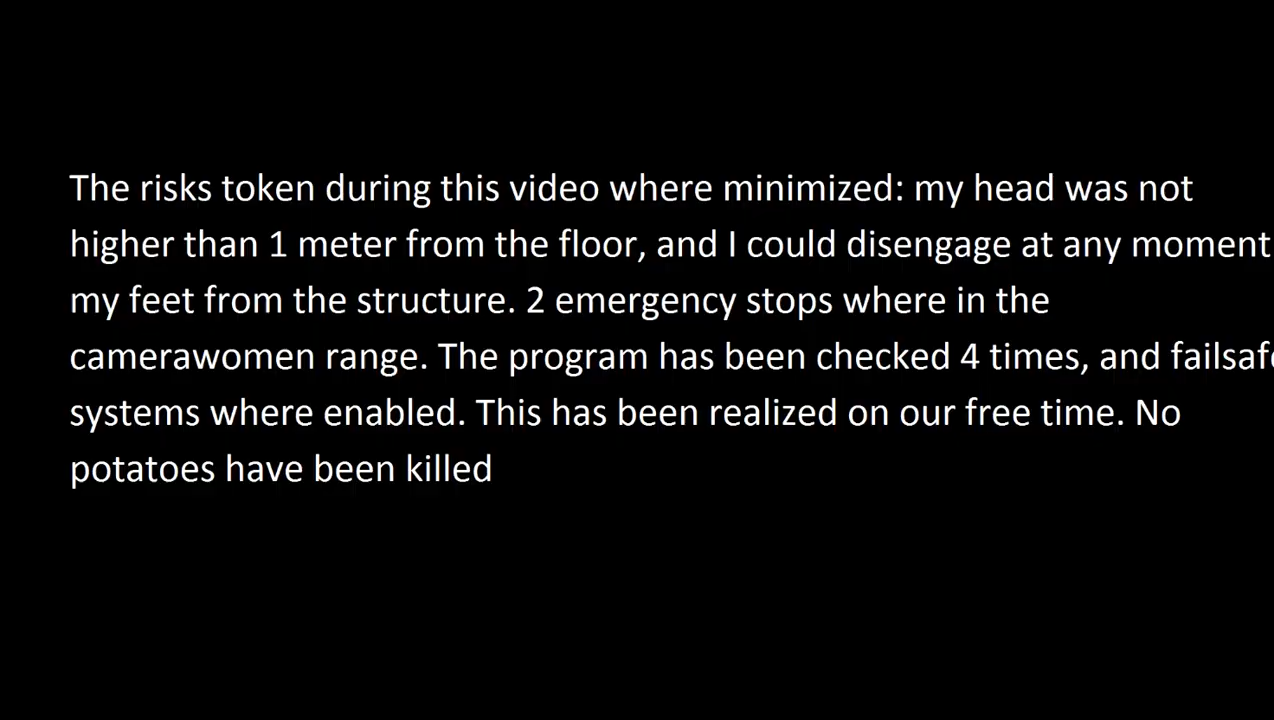 The risks token during this video where minimized: my head was not
higher than 1 meter from the floor, and I could disengage at any moment
my feet from the structure. 2 emergency stops where in the
camerawomen range. The program has been checked 4 times, and failsafe
systems where enabled. This has been realized on our free time. No
potatoes have been killed